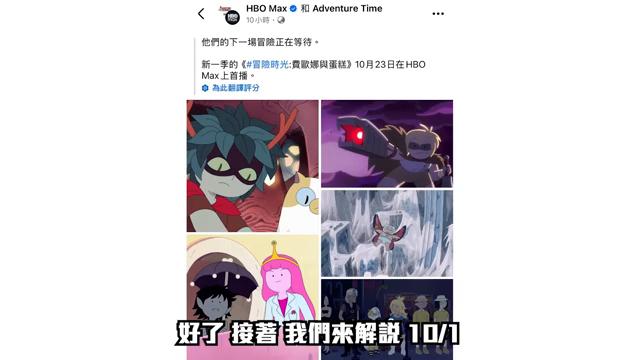 HBO Max 和 Adventure Time
10小時·
他們的下一場冒險正在等待。
新一季的《#冒險時光:費歐娜與蛋糕》10月23日在HBO
Max上首播。
為此翻譯評分
好了 接著 我們來解説 10/1